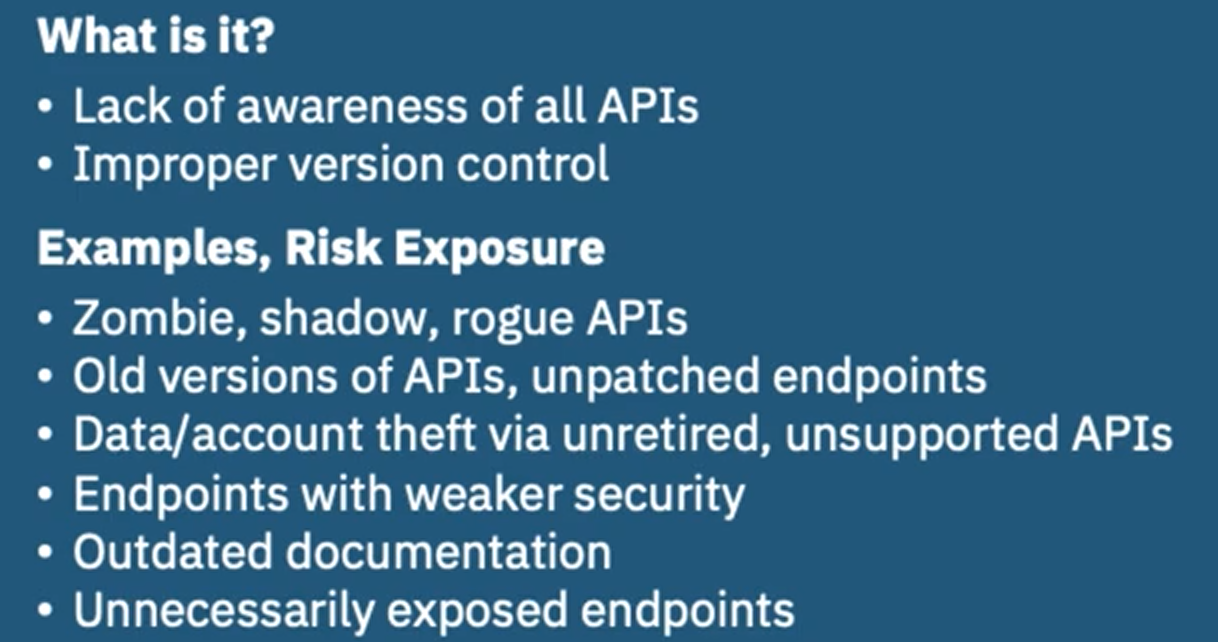 What is it?
• Lack of awareness of all APIs
• Improper version control
Examples, Risk Exposure
• Zombie, shadow, rogue APIs
• Old versions of APIs, unpatched endpoints
• Data/account theft via unretired, unsupported APIs
• Endpoints with weaker security
• Outdated documentation
• Unnecessarily exposed endpoints